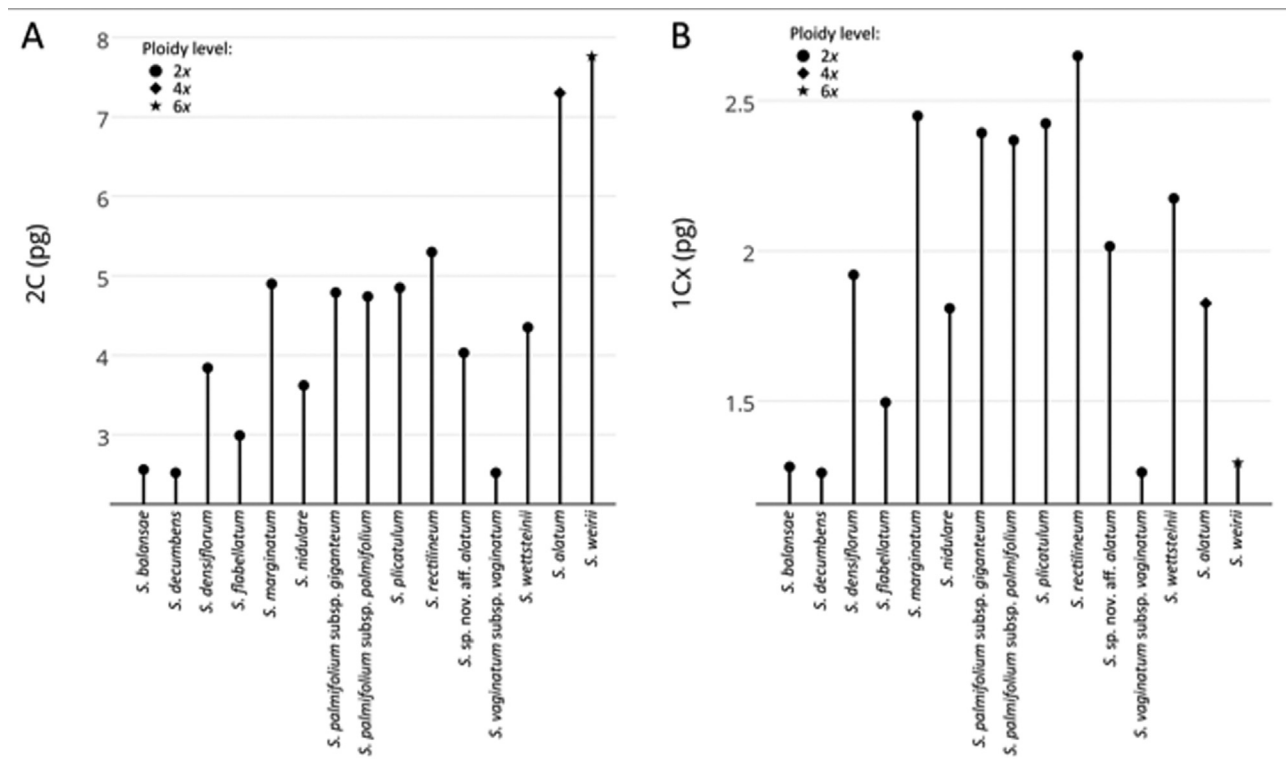 A
Ploidy level:
2x
4x
6x
2C (pg)
8
7
6
5
4
3
S. balansae
S. decumbens
S. densiflorum
S. flabellatum
S. marginatum
S. nidulare
S. palmifolium subsp. giganteum
S. palmifolium subsp. palmifolium
S. plicatulum
S. rectilineum
S. sp. nov. aff. alatum
S. vaginatum subsp. vaginatum
S. wettsteinii
S. alatum
S. weirii
B
Ploidy level:
2x
4x
6x
1Cx (pg)
2.5
2
1.5
S. balansae
S. decumbens
S. densiflorum
S. flabellatum
S. marginatum
S. nidulare
S. palmifolium subsp. giganteum
S. palmifolium subsp. palmifolium
S. plicatulum
S. rectilineum
S. sp. nov. aff. alatum
S. vaginatum subsp. vaginatum
S. wettsteinii
S. alatum
S. weirii